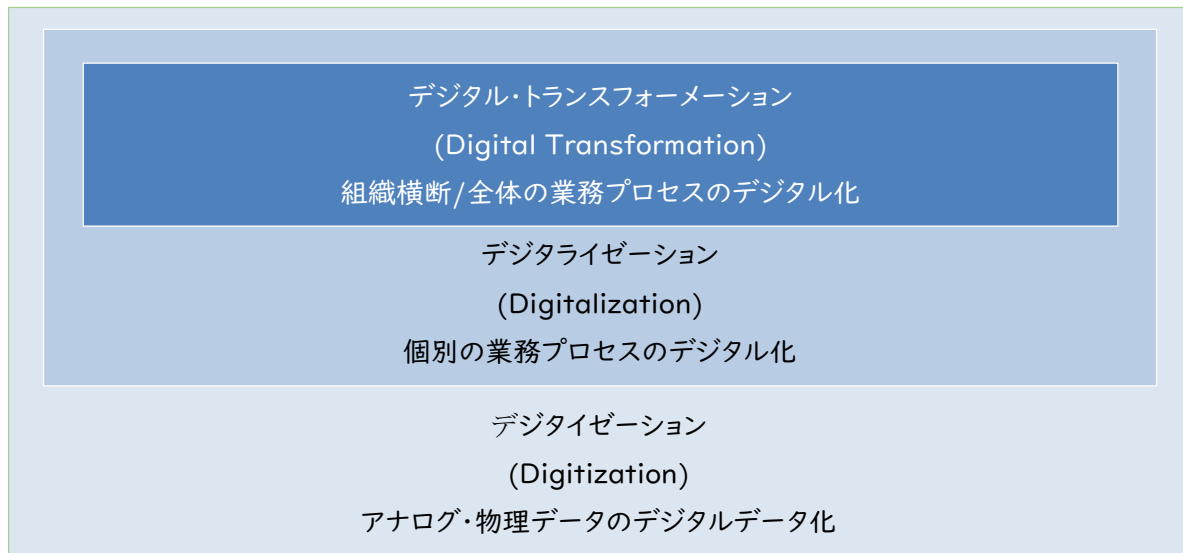 デジタル・トランスフォーメーション
(Digital Transformation)
組織横断/全体の業務プロセスのデジタル化
デジタライゼーション
(Digitalization)
個別の業務プロセスのデジタル化
デジタイゼーション
(Digitization)
アナログ・物理データのデジタルデータ化